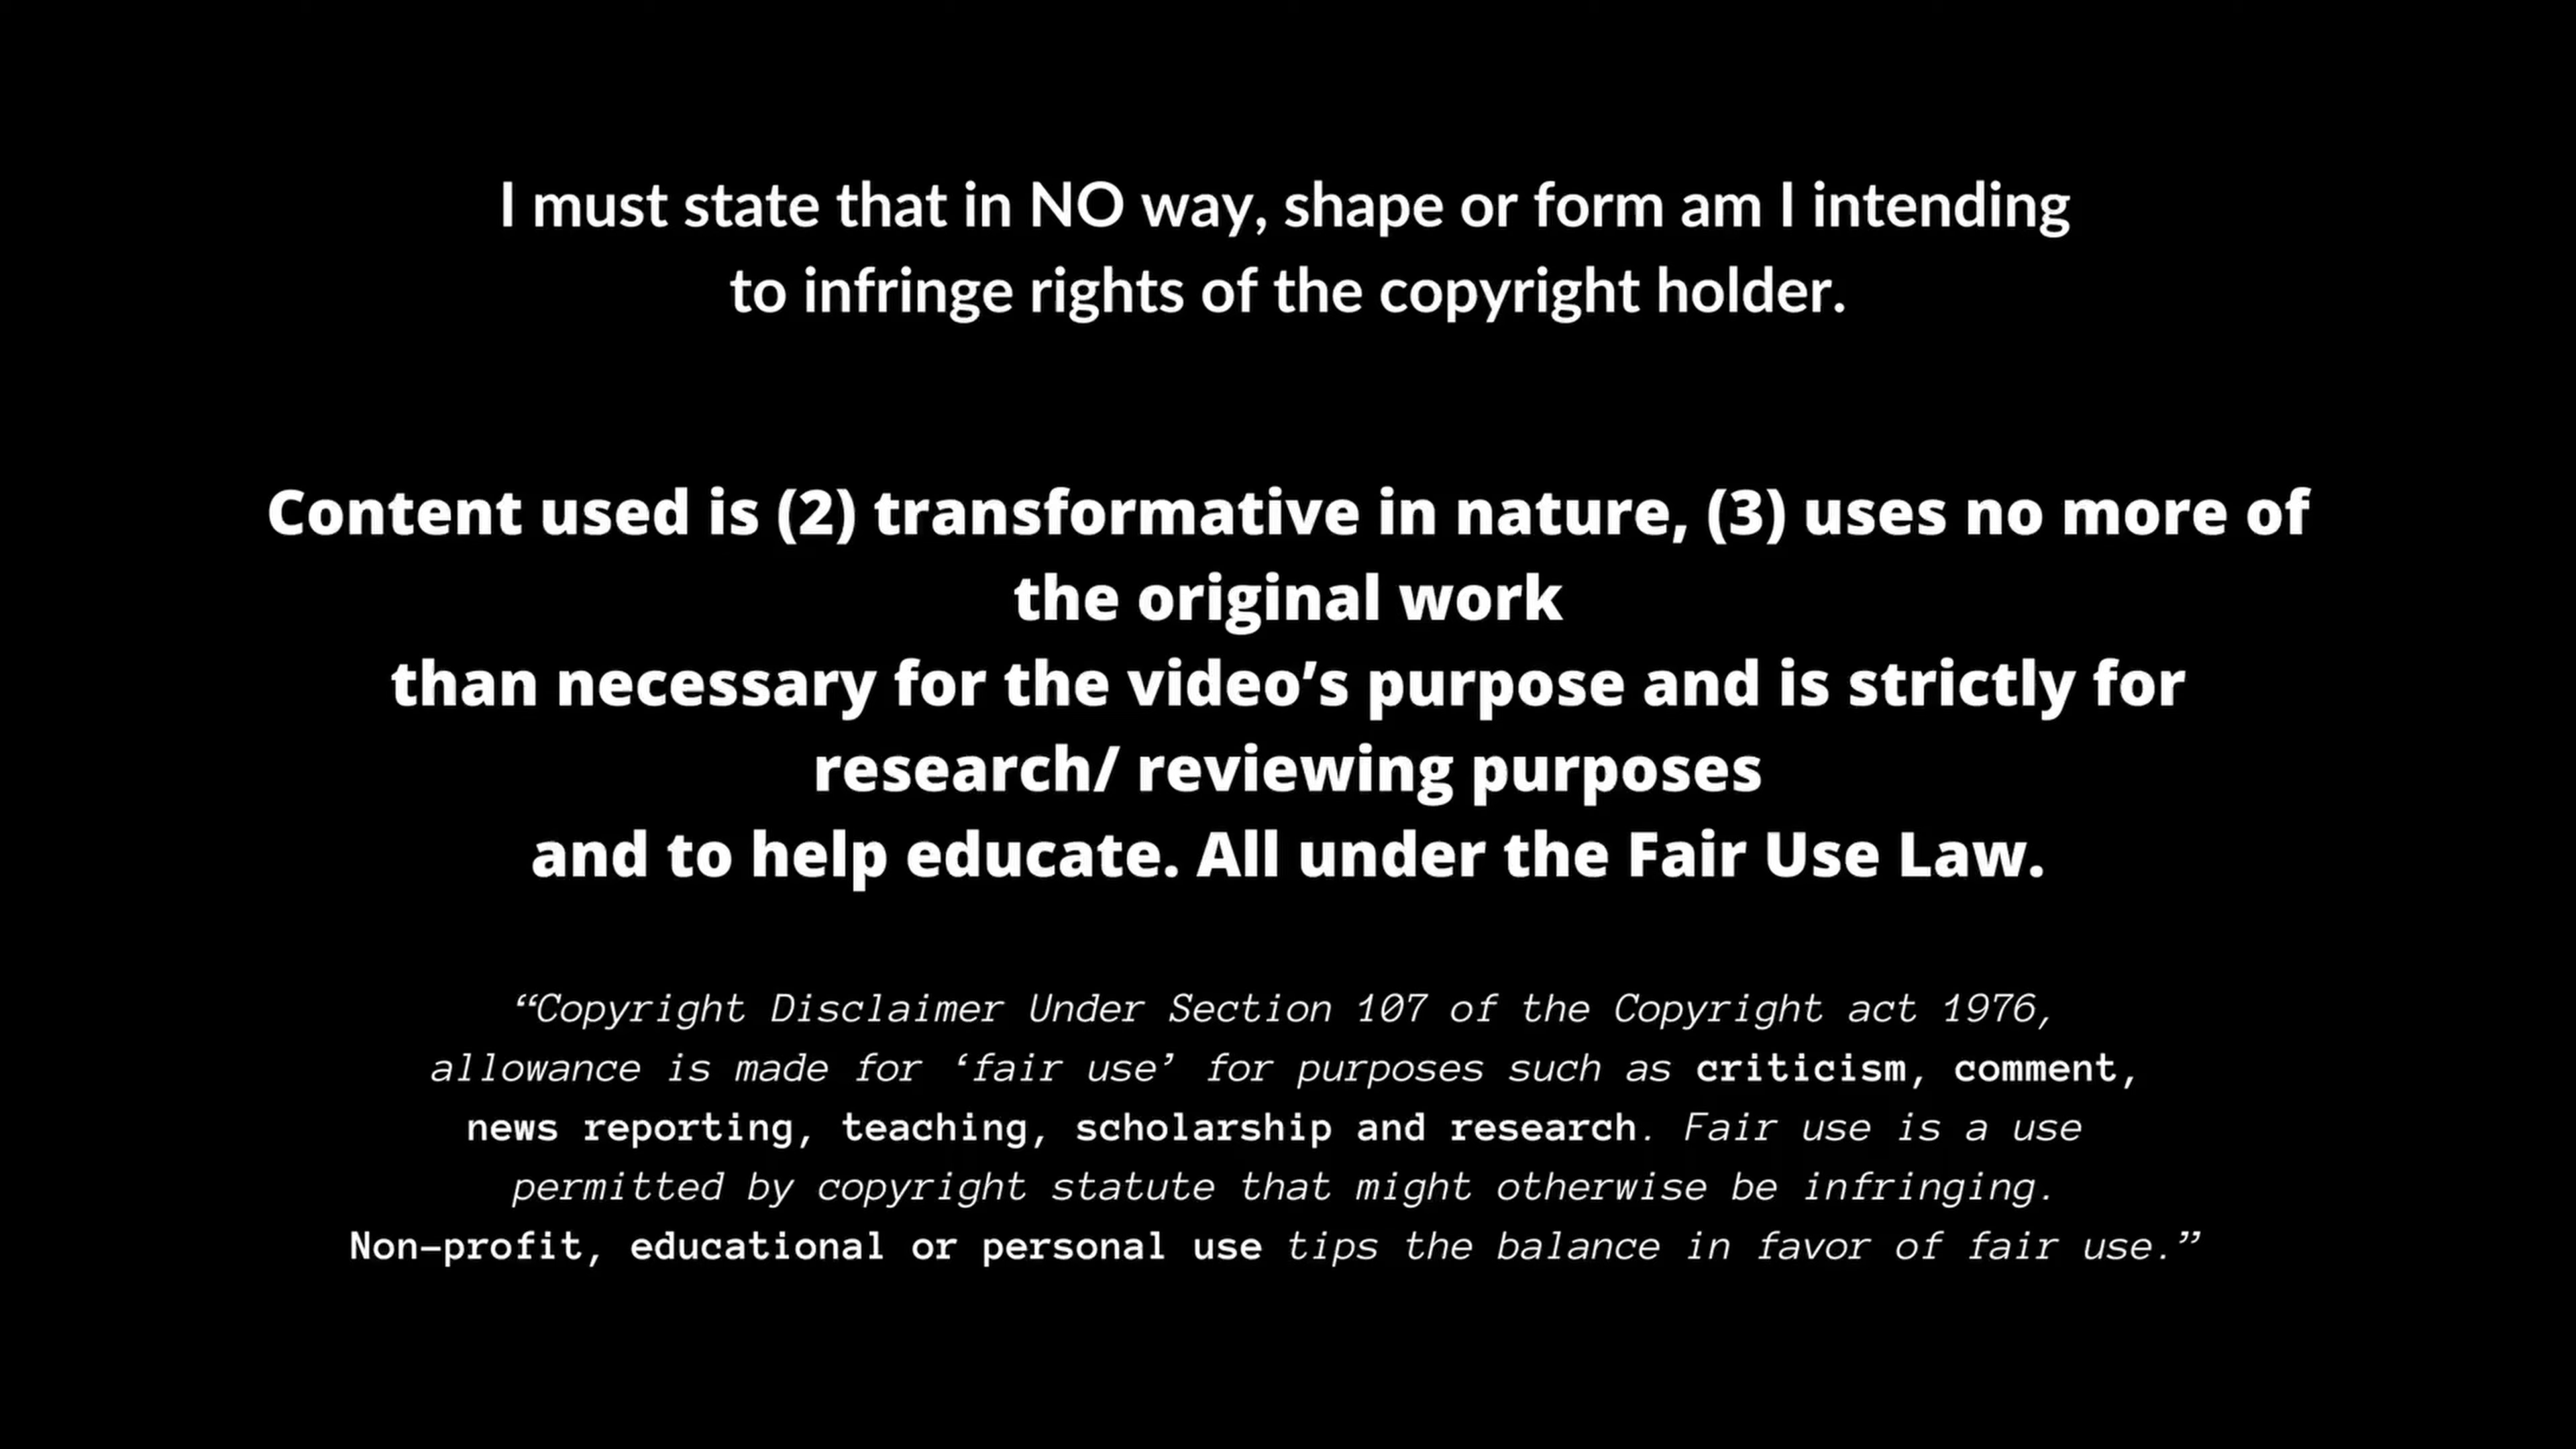 I must state that in NO way, shape or form am I intending
to infringe rights of the copyright holder.
Content used is (2) transformative in nature, (3) uses no more of
the original work
than necessary for the video’s purpose and is strictly for
research/ reviewing purposes
and to help educate. All under the Fair Use Law.
“Copyright Disclaimer Under Section 107 of the Copyright act 1976,
allowance is made for ‘fair use’ for purposes such as criticism, comment,
news reporting, teaching, scholarship and research. Fair use is a use
permitted by copyright statute that might otherwise be infringing.
Non-profit, educational or personal use tips the balance in favor of fair use.”